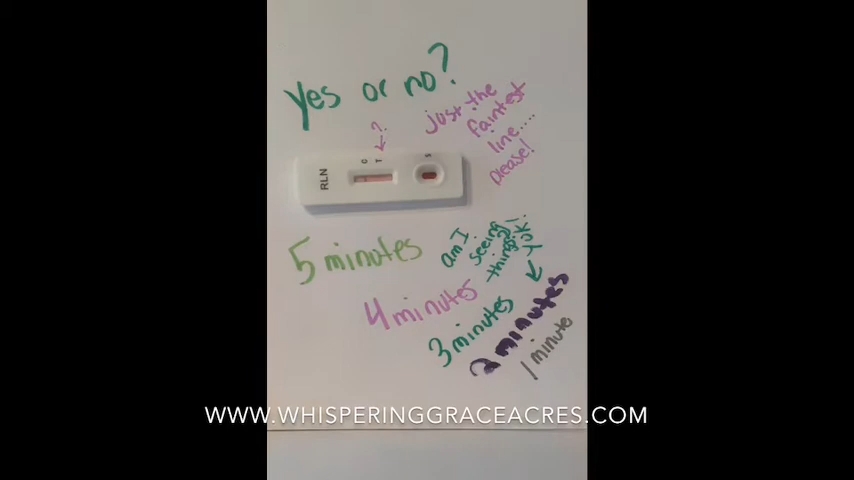 Yes or no?
just the
faintest
line....
please!
?
C
T
S
RLN
5 minutes
am I
seeing
things?!
4 minutes
3 minutes
2 minutes
1 minute
WWW.WHISPERINGGRACEACRES.COM